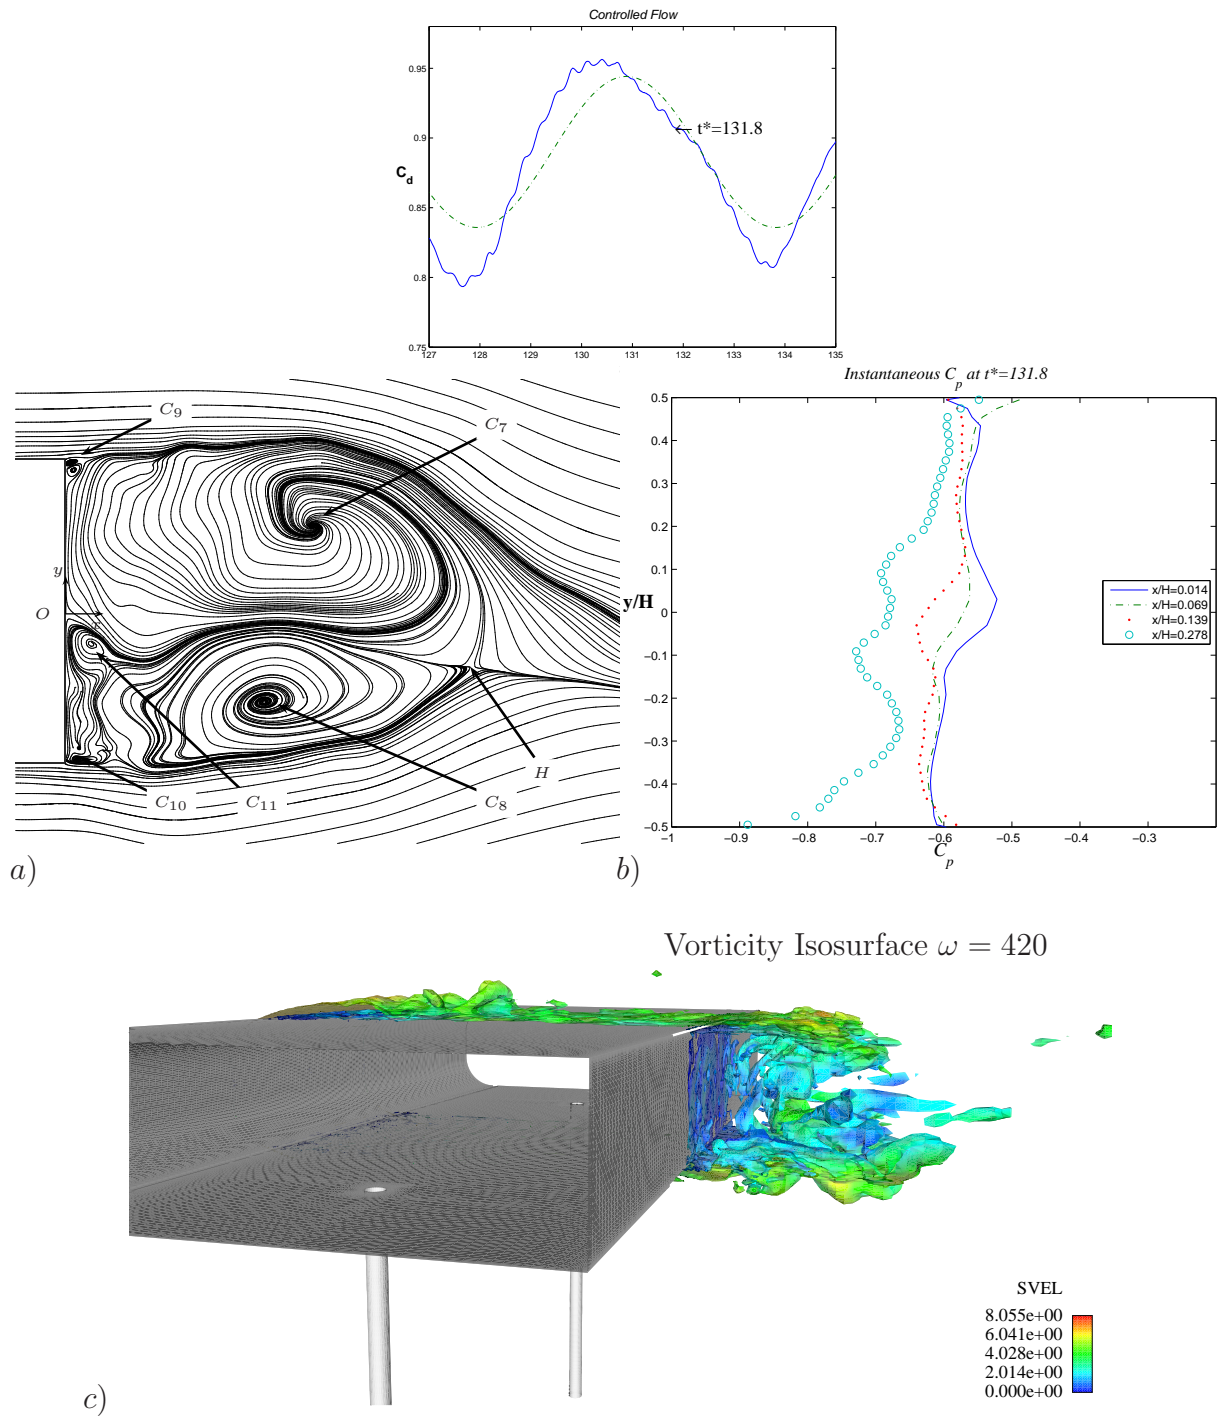 Controlled Flow
0.95
0.9
0.85
0.8
0.75
C_d
t*=131.8
127 128 129 130 131 132 133 134 135
C_9
C_7
y
O
x
H
C_10
C_11
C_8
a)
Instantaneous C_p at t*=131.8
0.5
0.4
0.3
0.2
0.1
0
−0.1
−0.2
−0.3
−0.4
−0.5
y/H
x/H=0.014
x/H=0.069
x/H=0.139
x/H=0.278
−1 −0.9 −0.8 −0.7 −0.6 −0.5 −0.4 −0.3
C_p
b)
Vorticity Isosurface ω = 420
SVEL
8.055e+00
6.041e+00
4.028e+00
2.014e+00
0.000e+00
c)